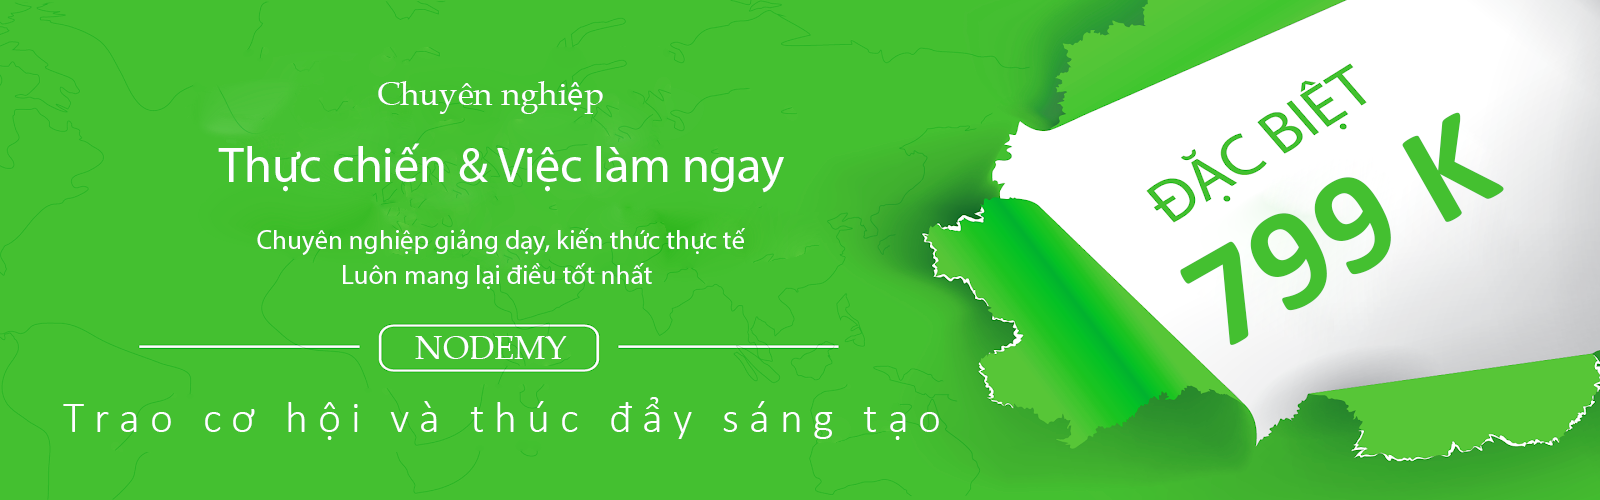 Chuyên nghiệp
Thực chiến & Việc làm ngay
Chuyên nghiệp giảng dạy, kiến thức thực tế
Luôn mang lại điều tốt nhất
NODEMY
Trao cơ hội và thúc đẩy sáng tạo
ĐẶC BIỆT
799 K